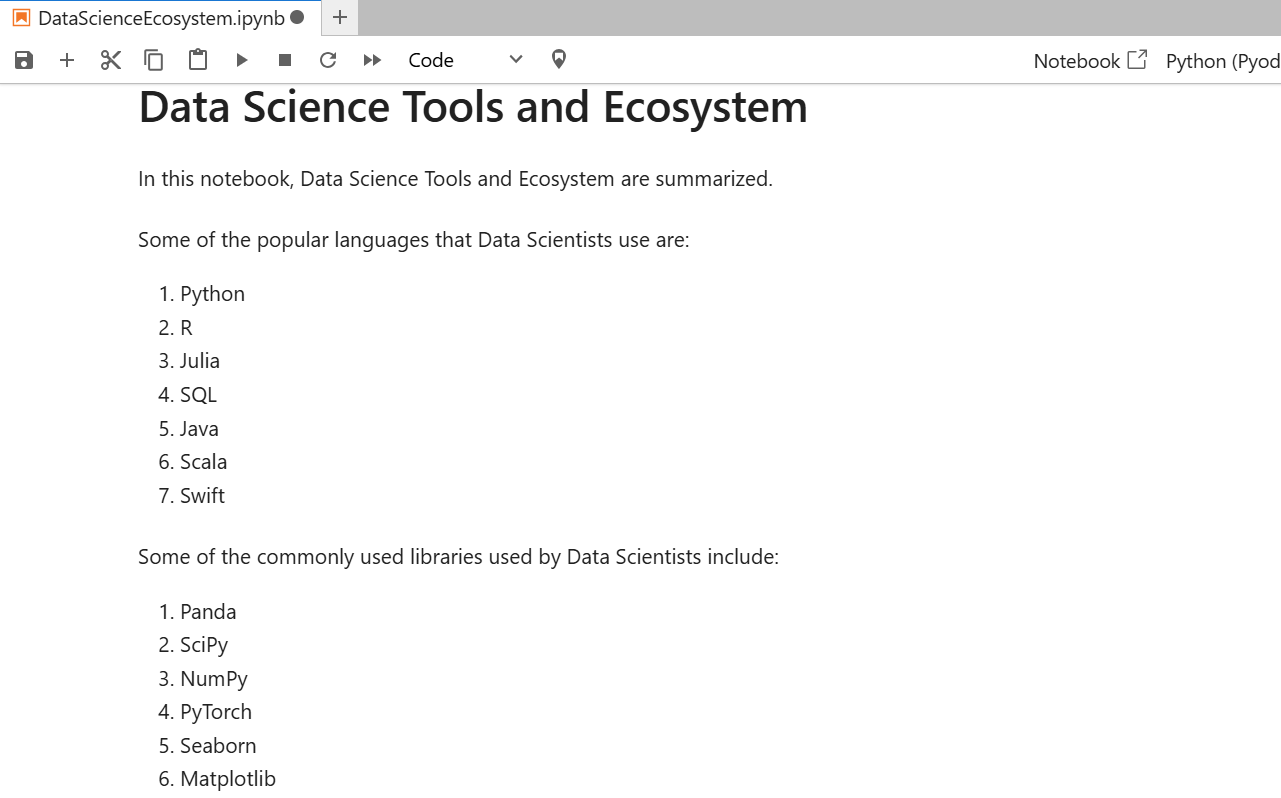 DataScienceEcosystem.ipynb
Code
Notebook Python (Pyod
Data Science Tools and Ecosystem
In this notebook, Data Science Tools and Ecosystem are summarized.
Some of the popular languages that Data Scientists use are:
1. Python
2. R
3. Julia
4. SQL
5. Java
6. Scala
7. Swift
Some of the commonly used libraries used by Data Scientists include:
1. Panda
2. SciPy
3. NumPy
4. PyTorch
5. Seaborn
6. Matplotlib